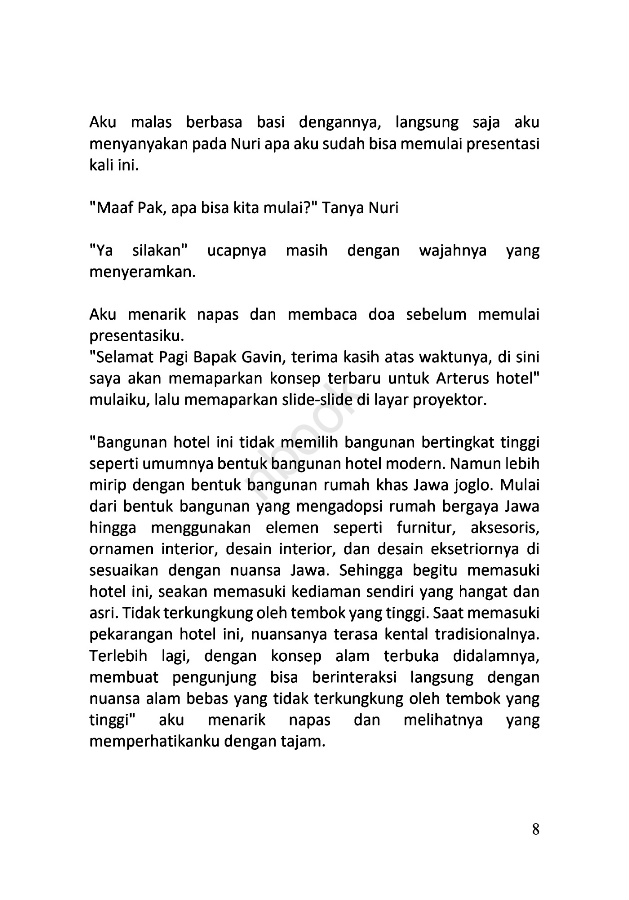 Aku malas berbasa basi dengannya, langsung saja aku
menyanyakan pada Nuri apa aku sudah bisa memulai presentasi
kali ini.
"Maaf Pak, apa bisa kita mulai?" Tanya Nuri
"Ya silakan" ucapnya masih dengan wajahnya yang
menyeramkan.
Aku menarik napas dan membaca doa sebelum memulai
presentasiku.
"Selamat Pagi Bapak Gavin, terima kasih atas waktunya, di sini
saya akan memaparkan konsep terbaru untuk Arterus hotel"
mulaiku, lalu memaparkan slide-slide di layar proyektor.
"Bangunan hotel ini tidak memilih bangunan bertingkat tinggi
seperti umumnya bentuk bangunan hotel modern. Namun lebih
mirip dengan bentuk bangunan rumah khas Jawa joglo. Mulai
dari bentuk bangunan yang mengadopsi rumah bergaya Jawa
hingga menggunakan elemen seperti furnitur, aksesoris,
ornamen interior, desain interior, dan desain eksetriornya di
sesuaikan dengan nuansa Jawa. Sehingga begitu memasuki
hotel ini, seakan memasuki kediaman sendiri yang hangat dan
asri. Tidak terkungkung oleh tembok yang tinggi. Saat memasuki
pekarangan hotel ini, nuansanya terasa kental tradisionalnya.
Terlebih lagi, dengan konsep alam terbuka didalamnya,
membuat pengunjung bisa berinteraksi langsung dengan
nuansa alam bebas yang tidak terkungkung oleh tembok yang
tinggi" aku menarik napas dan melihatnya yang
memperhatikanku dengan tajam.
8